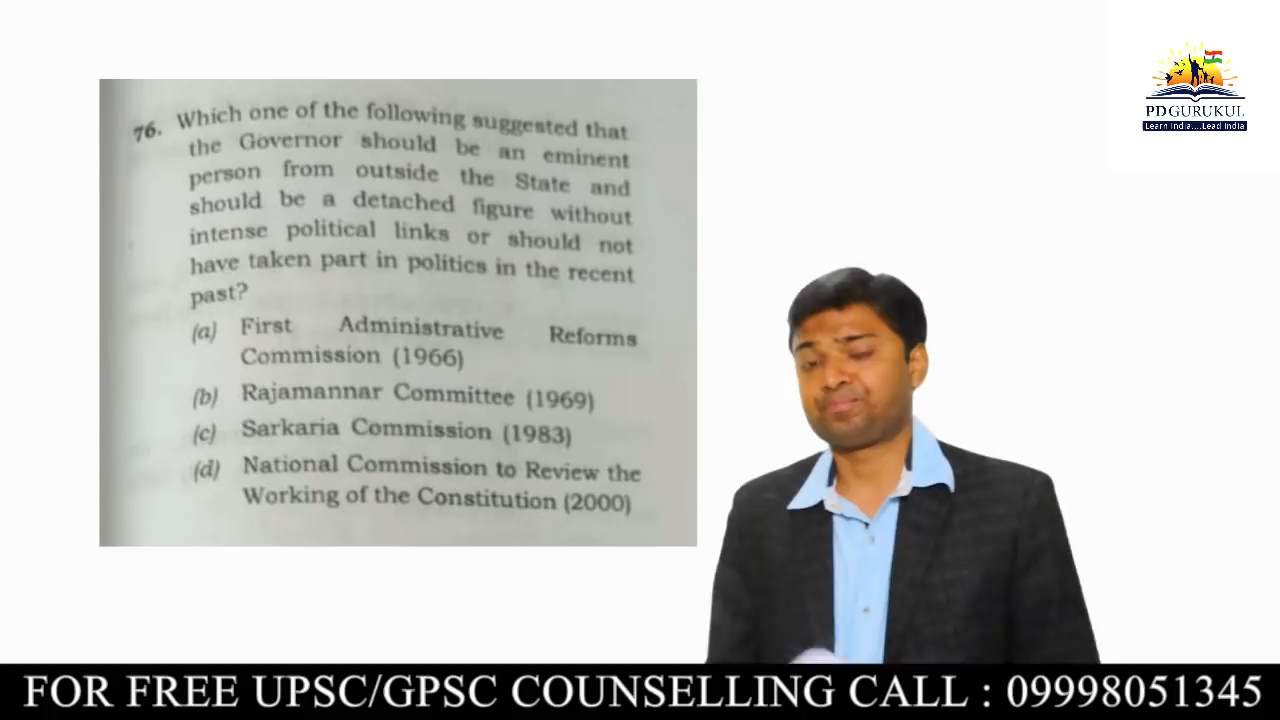 PDGURUKUL
Learn India....Lead India
76. Which one of the following suggested that
the Governor should be an eminent
person from outside the State and
should be a detached figure without
intense political links or should not
have taken part in politics in the recent
past?
(a) First Administrative Reforms
Commission (1966)
(b) Rajamannar Committee (1969)
(c) Sarkaria Commission (1983)
(d) National Commission to Review the
Working of the Constitution (2000)
FOR FREE UPSC/GPSC COUNSELLING CALL : 09998051345